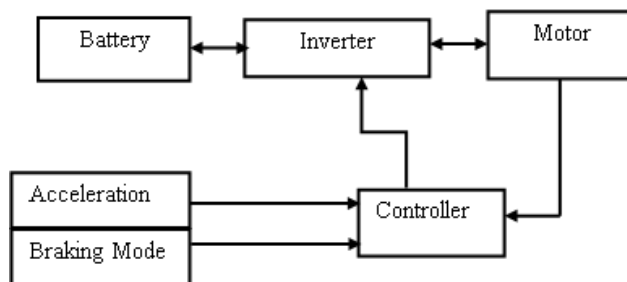 Battery
Inverter
Motor
Acceleration
Controller
Braking Mode